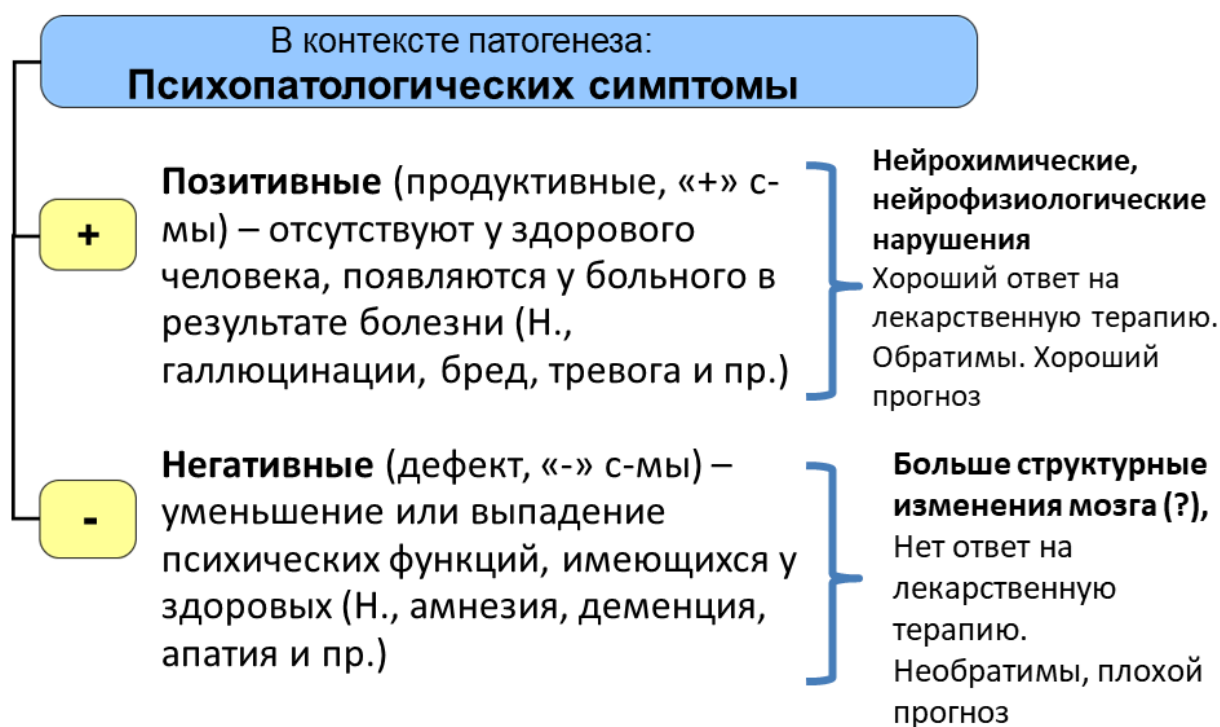 В контексте патогенеза:
Психопатологических симптомы
+
Позитивные (продуктивные, «+» с-
мы) – отсутствуют у здорового
человека, появляются у больного в
результате болезни (Н.,
галлюцинации, бред, тревога и пр.)
Нейрохимические,
нейрофизиологические
нарушения
Хороший ответ на
лекарственную терапию.
Обратимы. Хороший
прогноз
-
Негативные (дефект, «-» с-мы) –
уменьшение или выпадение
психических функций, имеющихся у
здоровых (Н., амнезия, деменция,
апатия и пр.)
Больше структурные
изменения мозга (?),
Нет ответ на
лекарственную
терапию.
Необратимы, плохой
прогноз